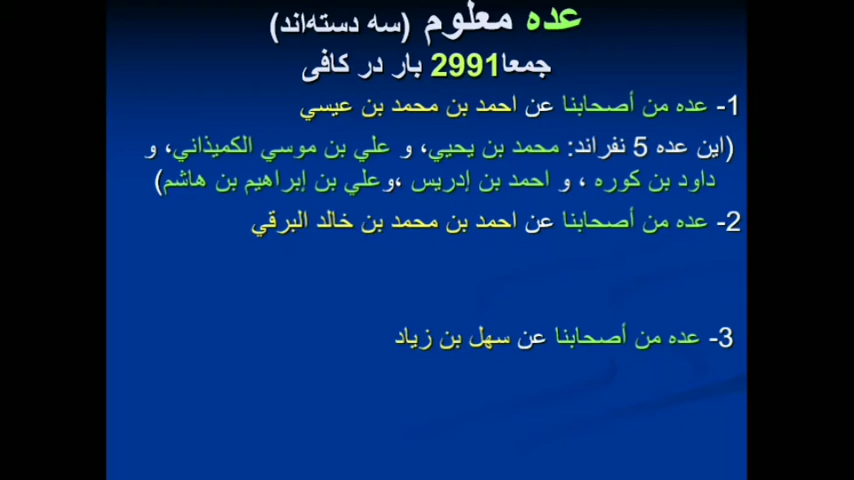 عده معلوم (سه دسته‌اند)
جمعا 2991 بار در کافی
1- عده من أصحابنا عن احمد بن محمد بن عيسي
(این عده 5 نفراند: محمد بن يحيي، و علي بن موسي الكميذاني، و
داود بن كوره ، و احمد بن إدريس ،وعلي بن إبراهيم بن هاشم)
2- عده من أصحابنا عن احمد بن محمد بن خالد البرقي
3- عده من أصحابنا عن سهل بن زياد